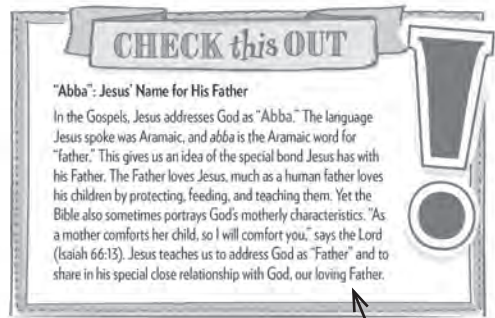 CHECK this OUT
"Abba": Jesus' Name for His Father
In the Gospels, Jesus addresses God as "Abba." The language
Jesus spoke was Aramaic, and abba is the Aramaic word for
"father." This gives us an idea of the special bond Jesus has with
his Father. The Father loves Jesus, much as a human father loves
his children by protecting, feeding, and teaching them. Yet the
Bible also sometimes portrays God's motherly characteristics. "As
a mother comforts her child, so I will comfort you," says the Lord
(Isaiah 66:13). Jesus teaches us to address God as "Father" and to
share in his special close relationship with God, our loving Father.
!